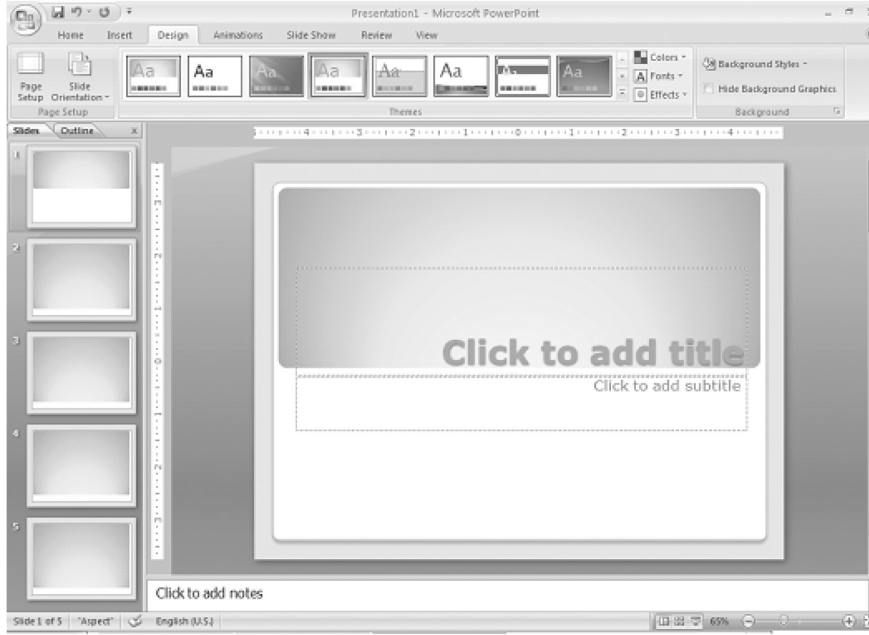 Presentation1 - Microsoft PowerPoint
Home Insert Design Animations Slide Show Review View
Page Setup
Slide Orientation
Aa Aa Aa Aa Aa Aa Aa Aa
Colors
Fonts
Effects
Background Styles
Hide Background Graphics
Page Setup Themes Background
Slides Outline x
1
2
3
4
5
Click to add title
Click to add subtitle
Click to add notes
Slide 1 of 5 "Aspect" English (U.S.) 65%